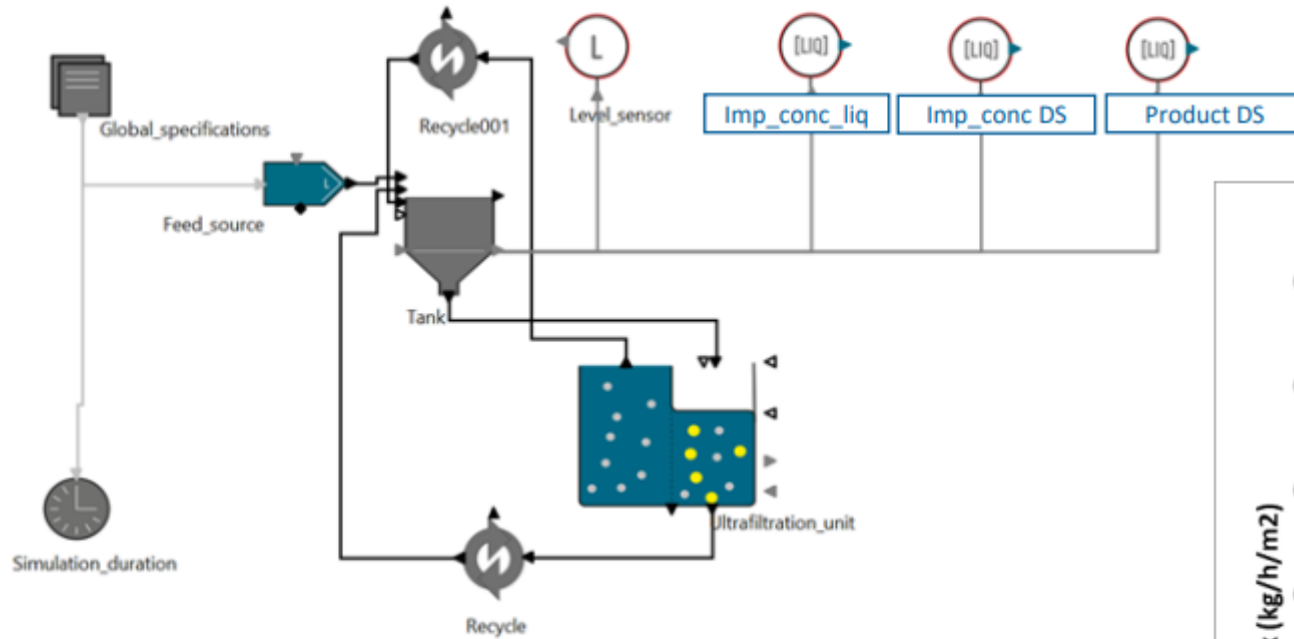 L
[LIQ]
[LIQ]
[LIQ]
Global_specifications
Recycle001
Level_sensor
Imp_conc_liq
Imp_conc DS
Product DS
L
Feed_source
Tank
Ultrafiltration_unit
Simulation_duration
Recycle
(kg/h/m2)